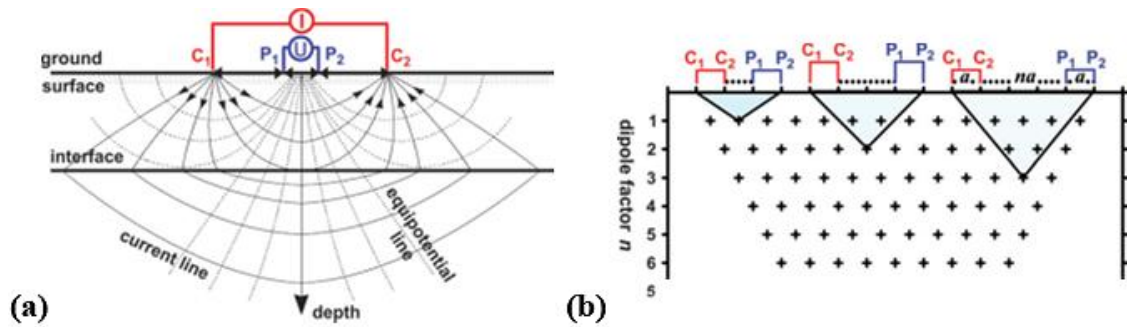 I
U
C₁ P₁ P₂ C₂
ground
surface
interface
current line
equipotential
line
depth
(a)
C₁ C₂ P₁ P₂ C₁ C₂ P₁ P₂ C₁ C₂ P₁ P₂
a na a
dipole factor n
1
2
3
4
5
6
5
(b)